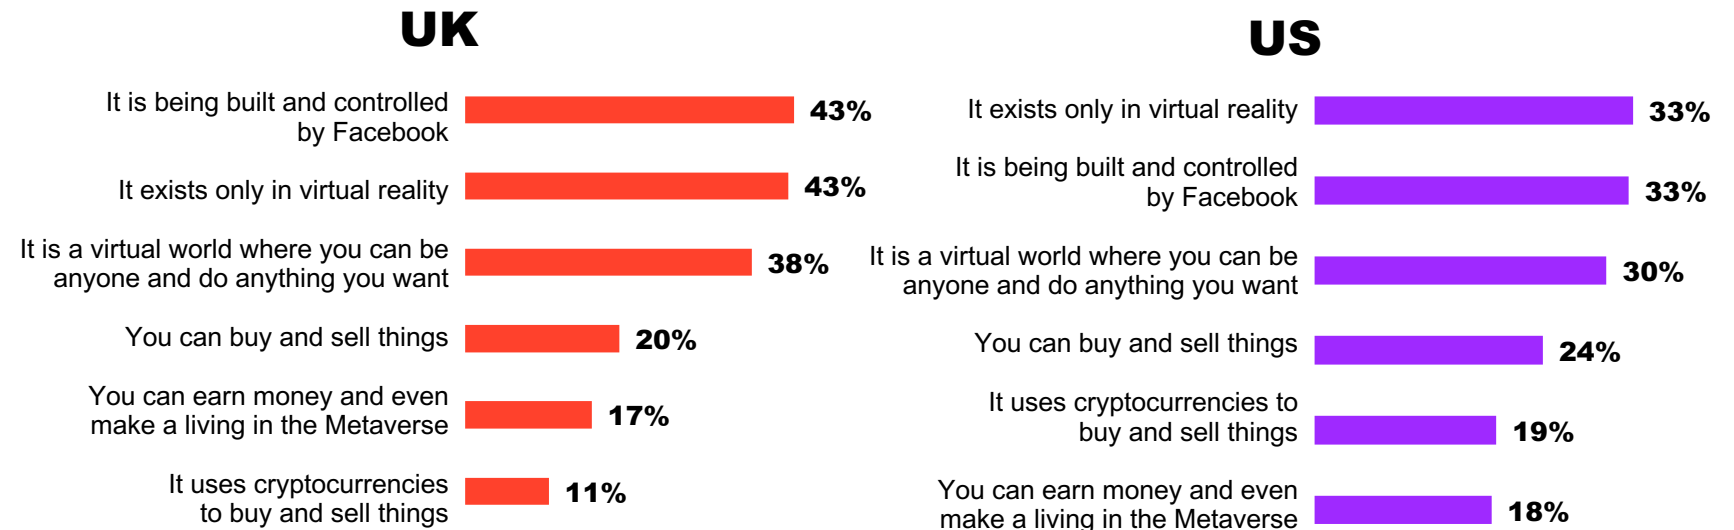 UK
It is being built and controlled
by Facebook
43%
It exists only in virtual reality
43%
It is a virtual world where you can be
anyone and do anything you want
38%
You can buy and sell things
20%
You can earn money and even
make a living in the Metaverse
17%
It uses cryptocurrencies
to buy and sell things
11%
US
It exists only in virtual reality
33%
It is being built and controlled
by Facebook
33%
It is a virtual world where you can be
anyone and do anything you want
30%
You can buy and sell things
24%
It uses cryptocurrencies to
buy and sell things
19%
You can earn money and even
make a living in the Metaverse
18%